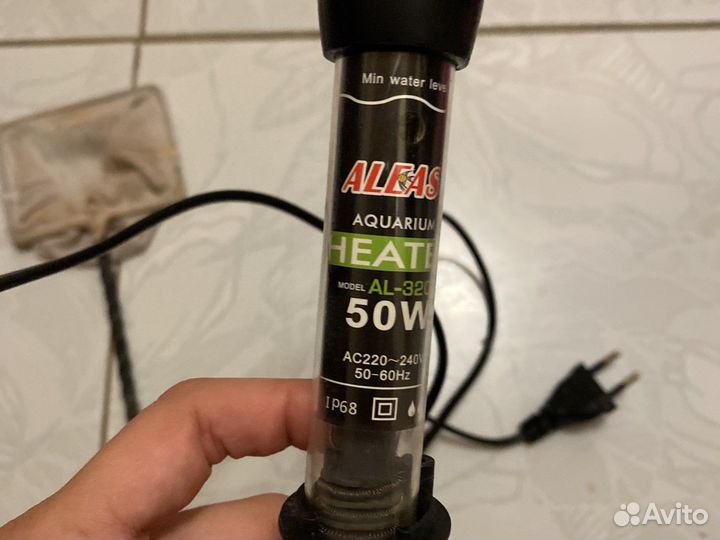 Min water leve
ALEAS
AQUARIUM
HEATE
MODEL AL-320
50W
AC220~240V
50-60Hz
IP68
Avito